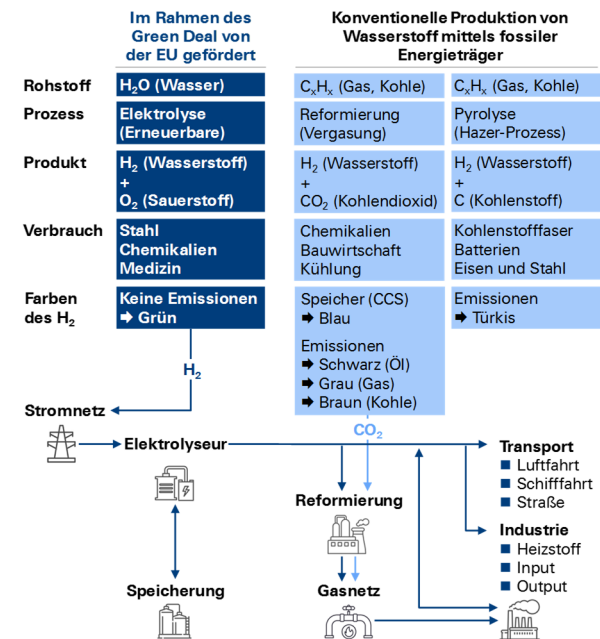 Im Rahmen des
Green Deal von
der EU gefördert
Konventionelle Produktion von
Wasserstoff mittels fossiler
Energieträger
Rohstoff
H₂O (Wasser)
CₓHₓ (Gas, Kohle)
CₓHₓ (Gas, Kohle)
Prozess
Elektrolyse
(Erneuerbare)
Reformierung
(Vergasung)
Pyrolyse
(Hazer-Prozess)
Produkt
H₂ (Wasserstoff)
+
O₂ (Sauerstoff)
H₂ (Wasserstoff)
+
CO₂ (Kohlendioxid)
H₂ (Wasserstoff)
+
C (Kohlenstoff)
Verbrauch
Stahl
Chemikalien
Medizin
Chemikalien
Bauwirtschaft
Kühlung
Kohlenstofffaser
Batterien
Eisen und Stahl
Farben
des H₂
Keine Emissionen
➡ Grün
Speicher (CCS)
➡ Blau
Emissionen
➡ Schwarz (Öl)
➡ Grau (Gas)
➡ Braun (Kohle)
Emissionen
➡ Türkis
H₂
Stromnetz
CO₂
Elektrolyseur
Transport
■ Luftfahrt
■ Schifffahrt
■ Straße
Reformierung
Industrie
■ Heizstoff
■ Input
■ Output
Speicherung
Gasnetz